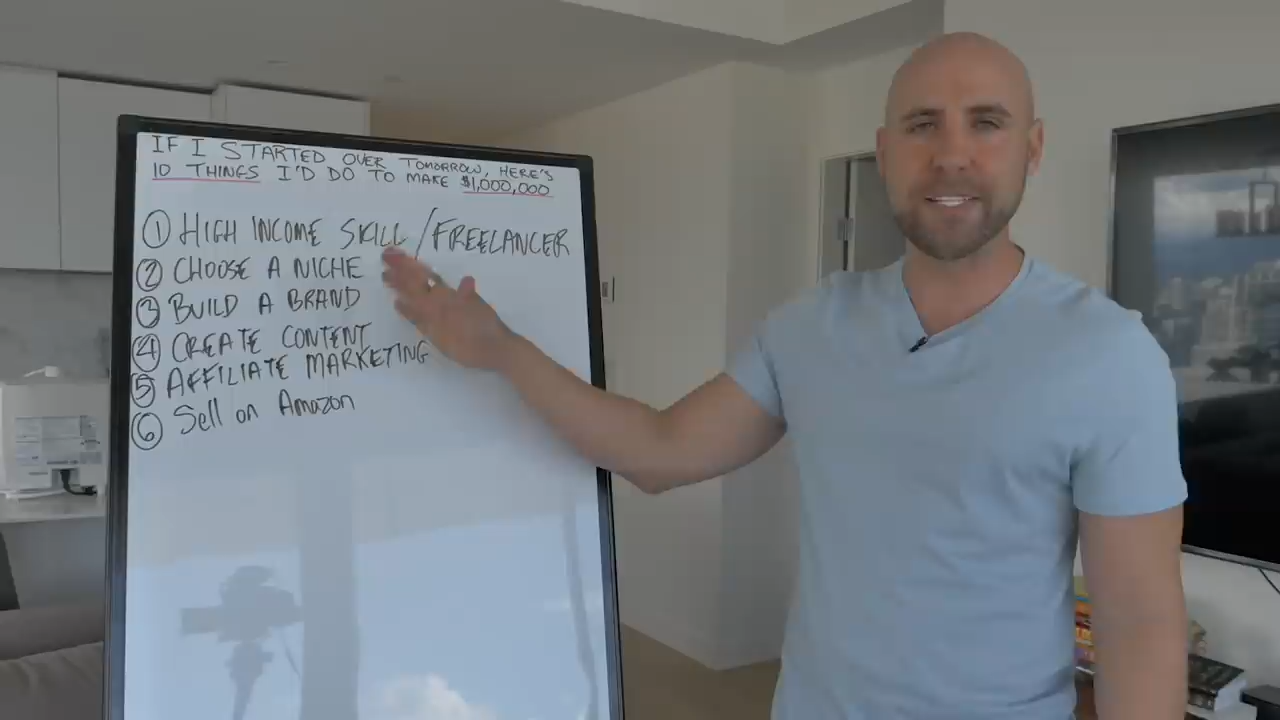 IF I STARTED OVER TOMORROW, HERE'S
10 THINGS I'D DO TO MAKE $1,000,000
① HIGH INCOME SKILL/FREELANCER
② CHOOSE A NICHE
③ BUILD A BRAND
④ CREATE CONTENT
⑤ AFFILIATE MARKETING
⑥ Sell on Amazon